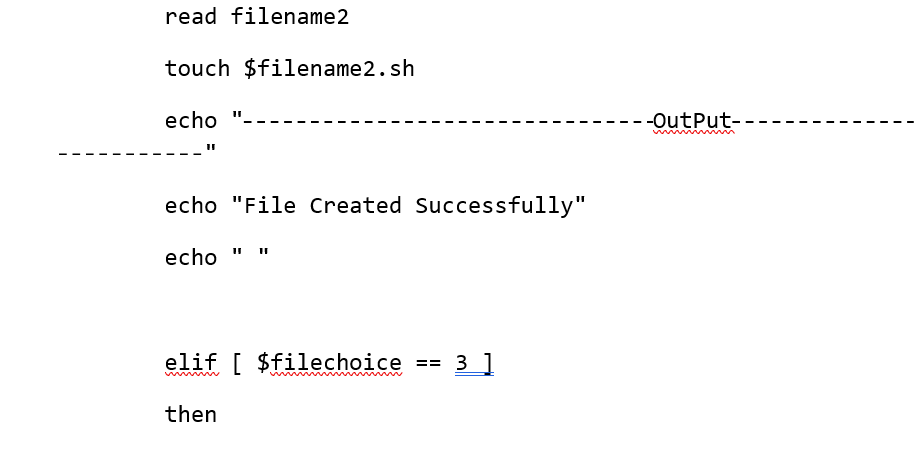 read filename2
touch $filename2.sh
echo "-------------------------------OutPut--------------
-----------"
echo "File Created Successfully"
echo " "
elif [ $filechoice == 3 ]
then